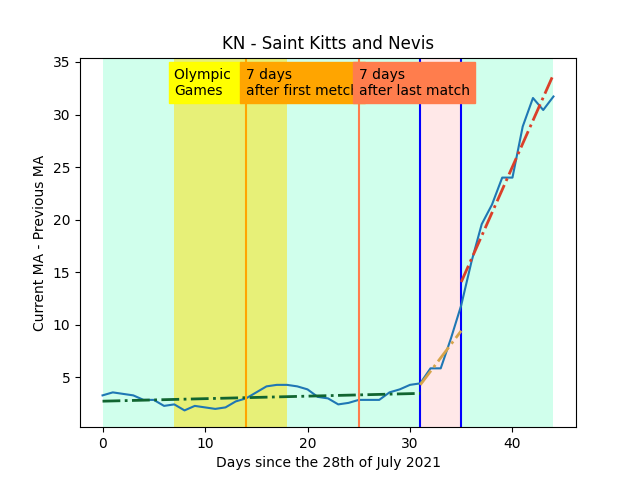 KN - Saint Kitts and Nevis
Olympic
Games
7 days
after first metch
7 days
after last match
Current MA - Previous MA
35
30
25
20
15
10
5
0
10
20
30
40
Days since the 28th of July 2021